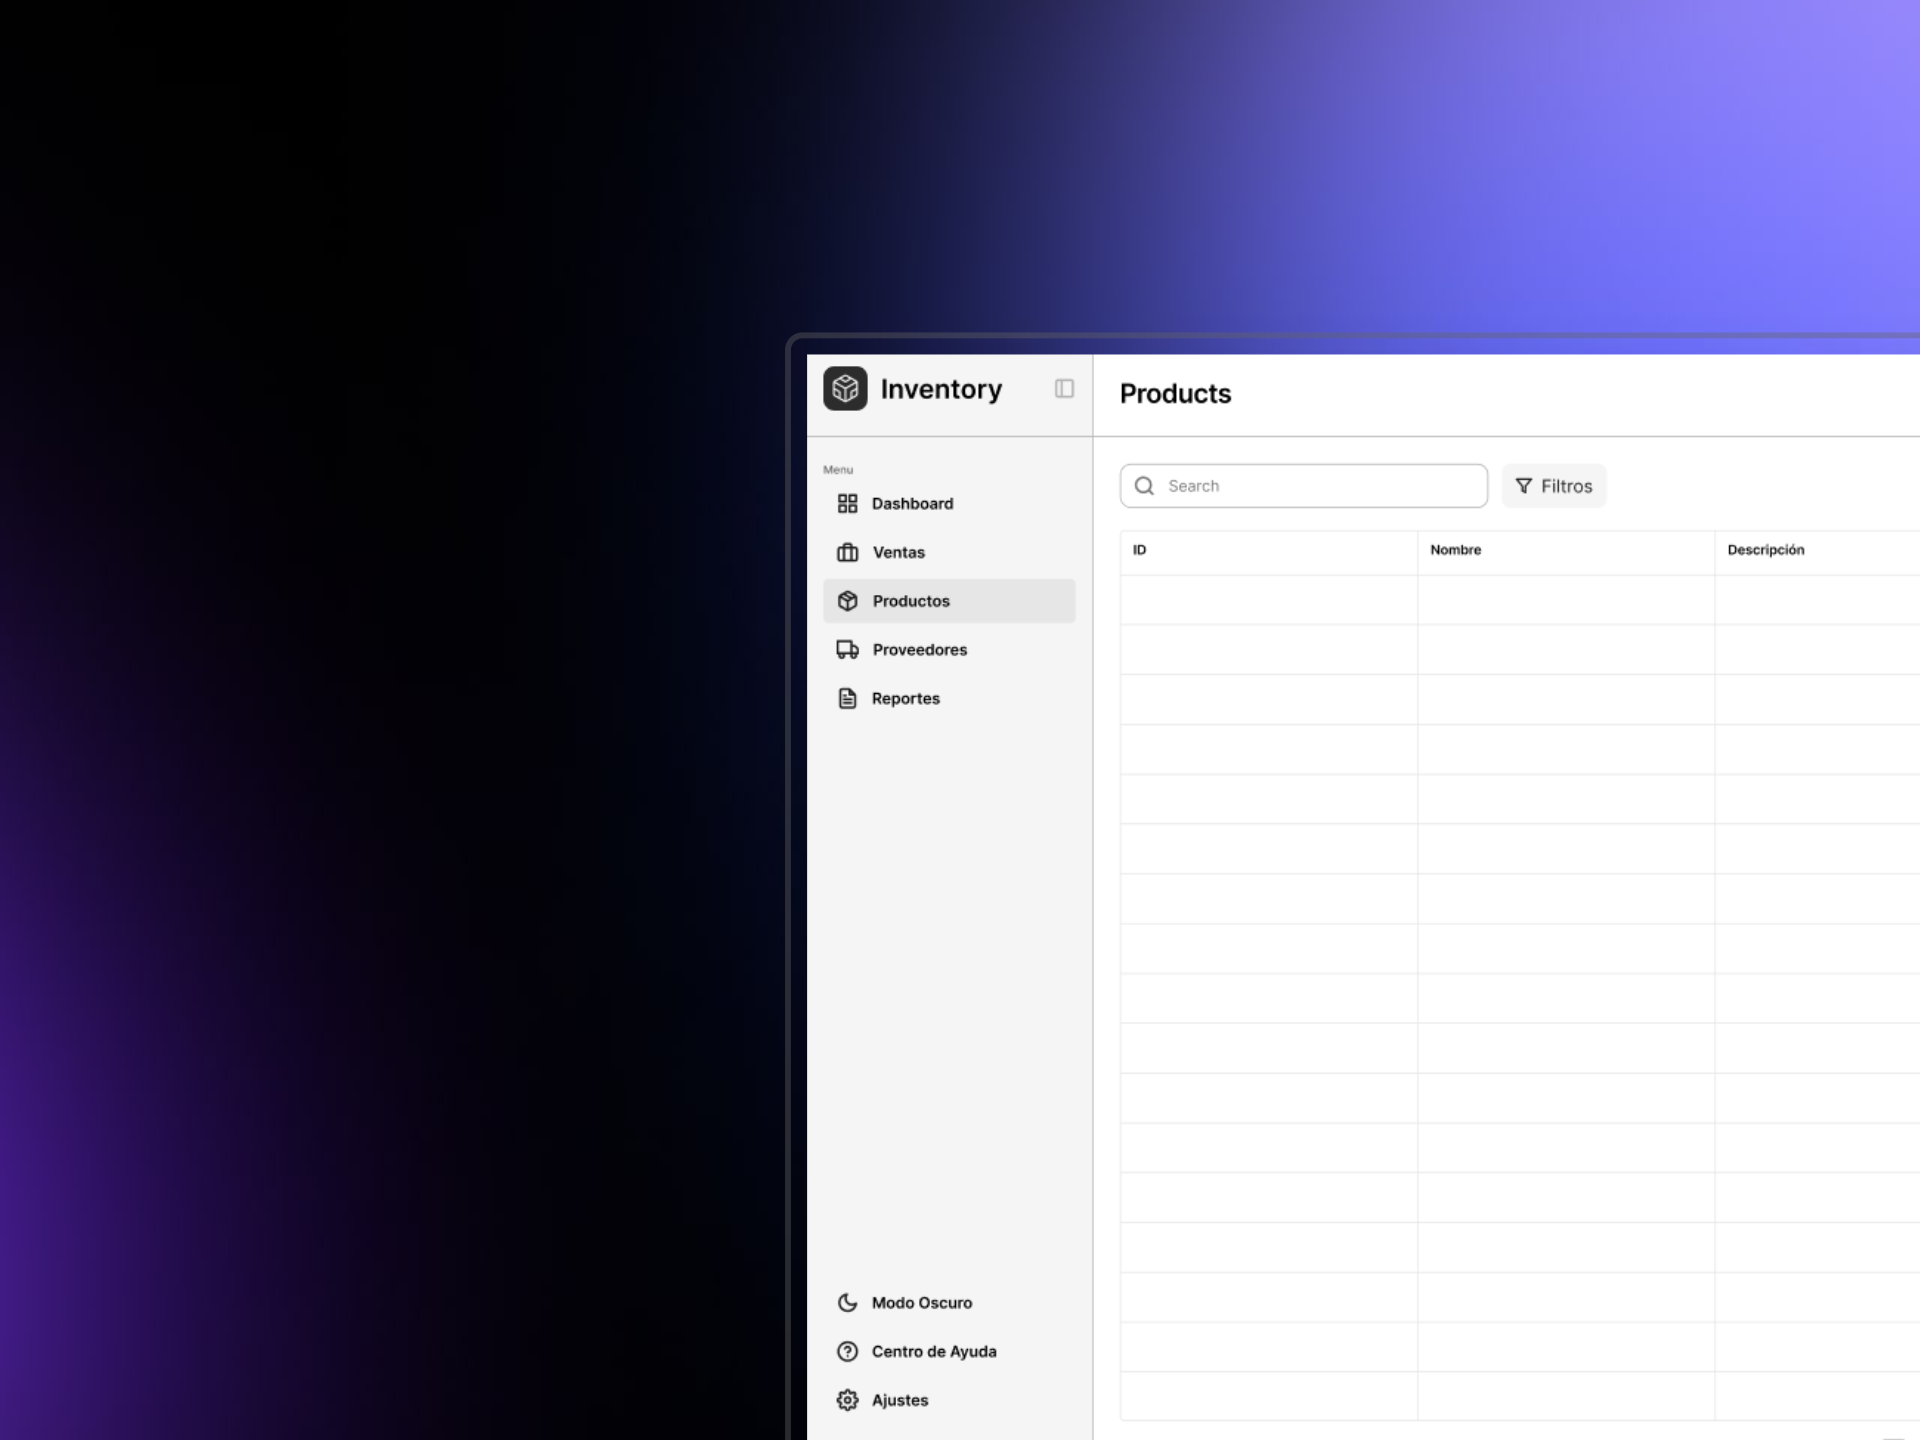 Inventory
Products
Menu
Dashboard
Ventas
Productos
Proveedores
Reportes
Modo Oscuro
Centro de Ayuda
Ajustes
Search
Filtros
ID
Nombre
Descripción